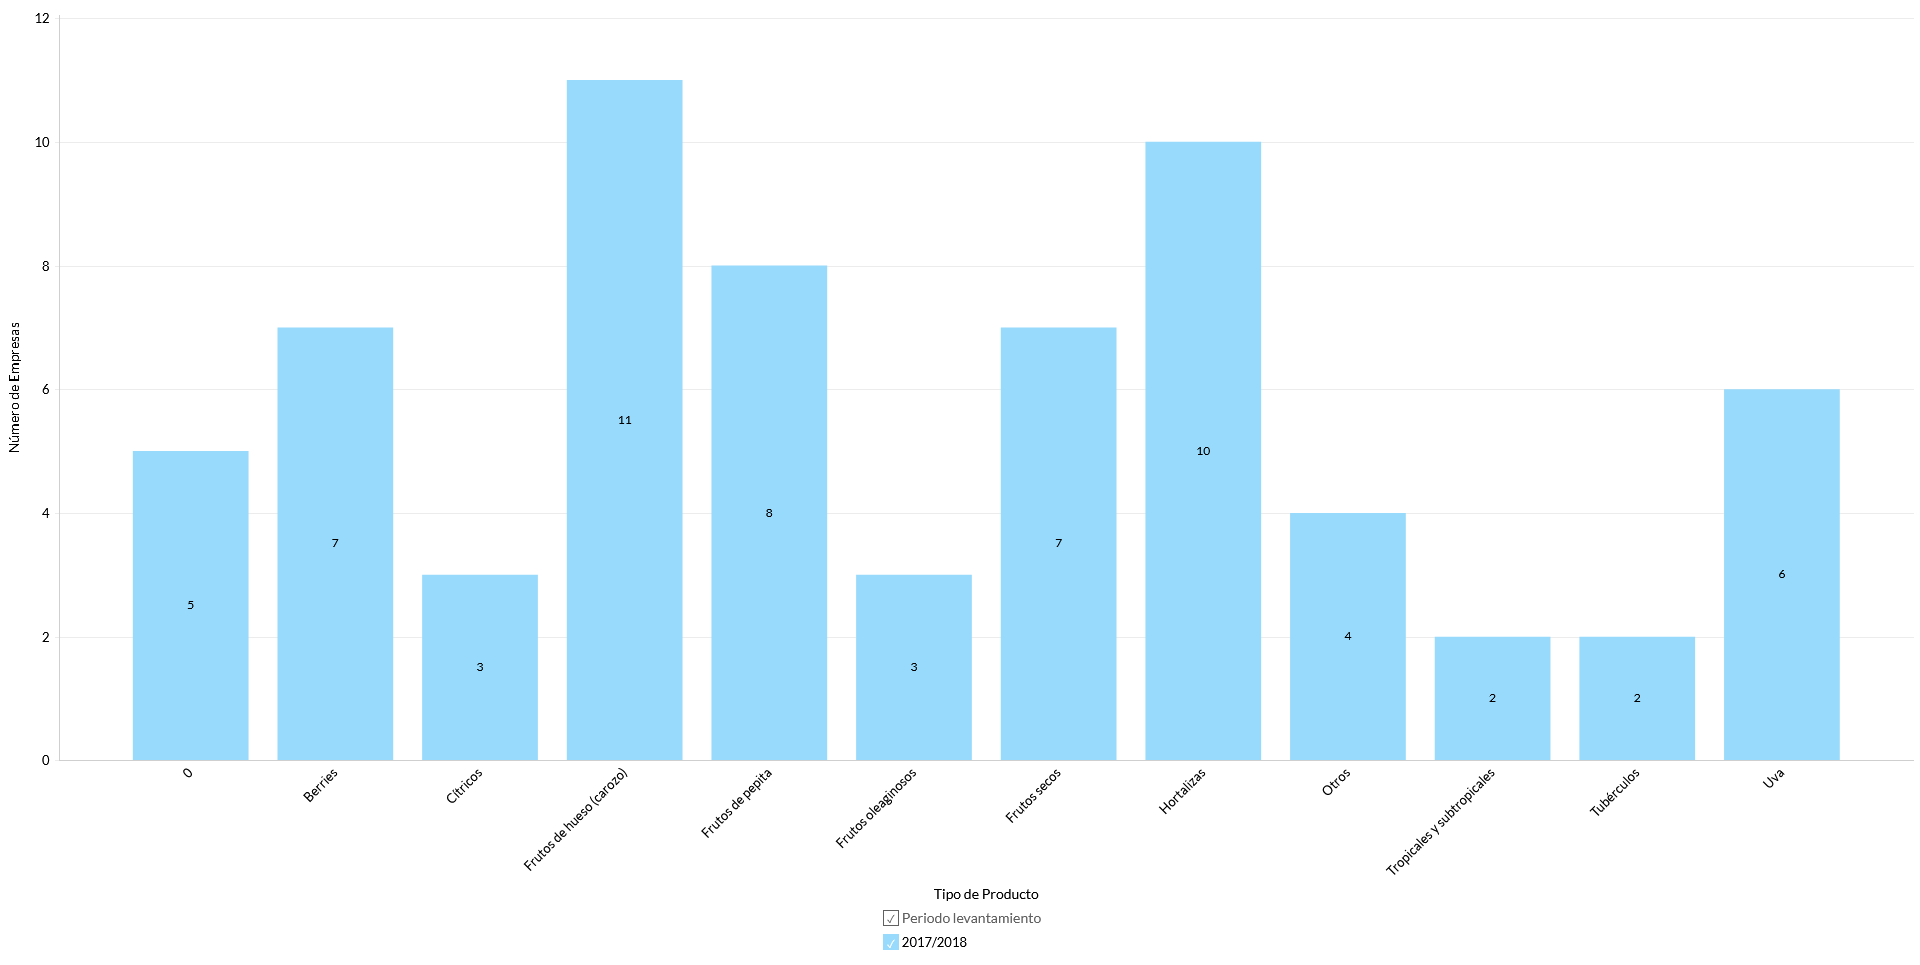 12
10
8
6
4
2
0
Número de Empresas
5
7
3
11
8
3
7
10
4
2
2
6
0
Berries
Cítricos
Frutos de hueso (carozo)
Frutos de pepita
Frutos oleaginosos
Frutos secos
Hortalizas
Otros
Tropicales y subtropicales
Tubérculos
Uva
Tipo de Producto
Periodo levantamiento
2017/2018